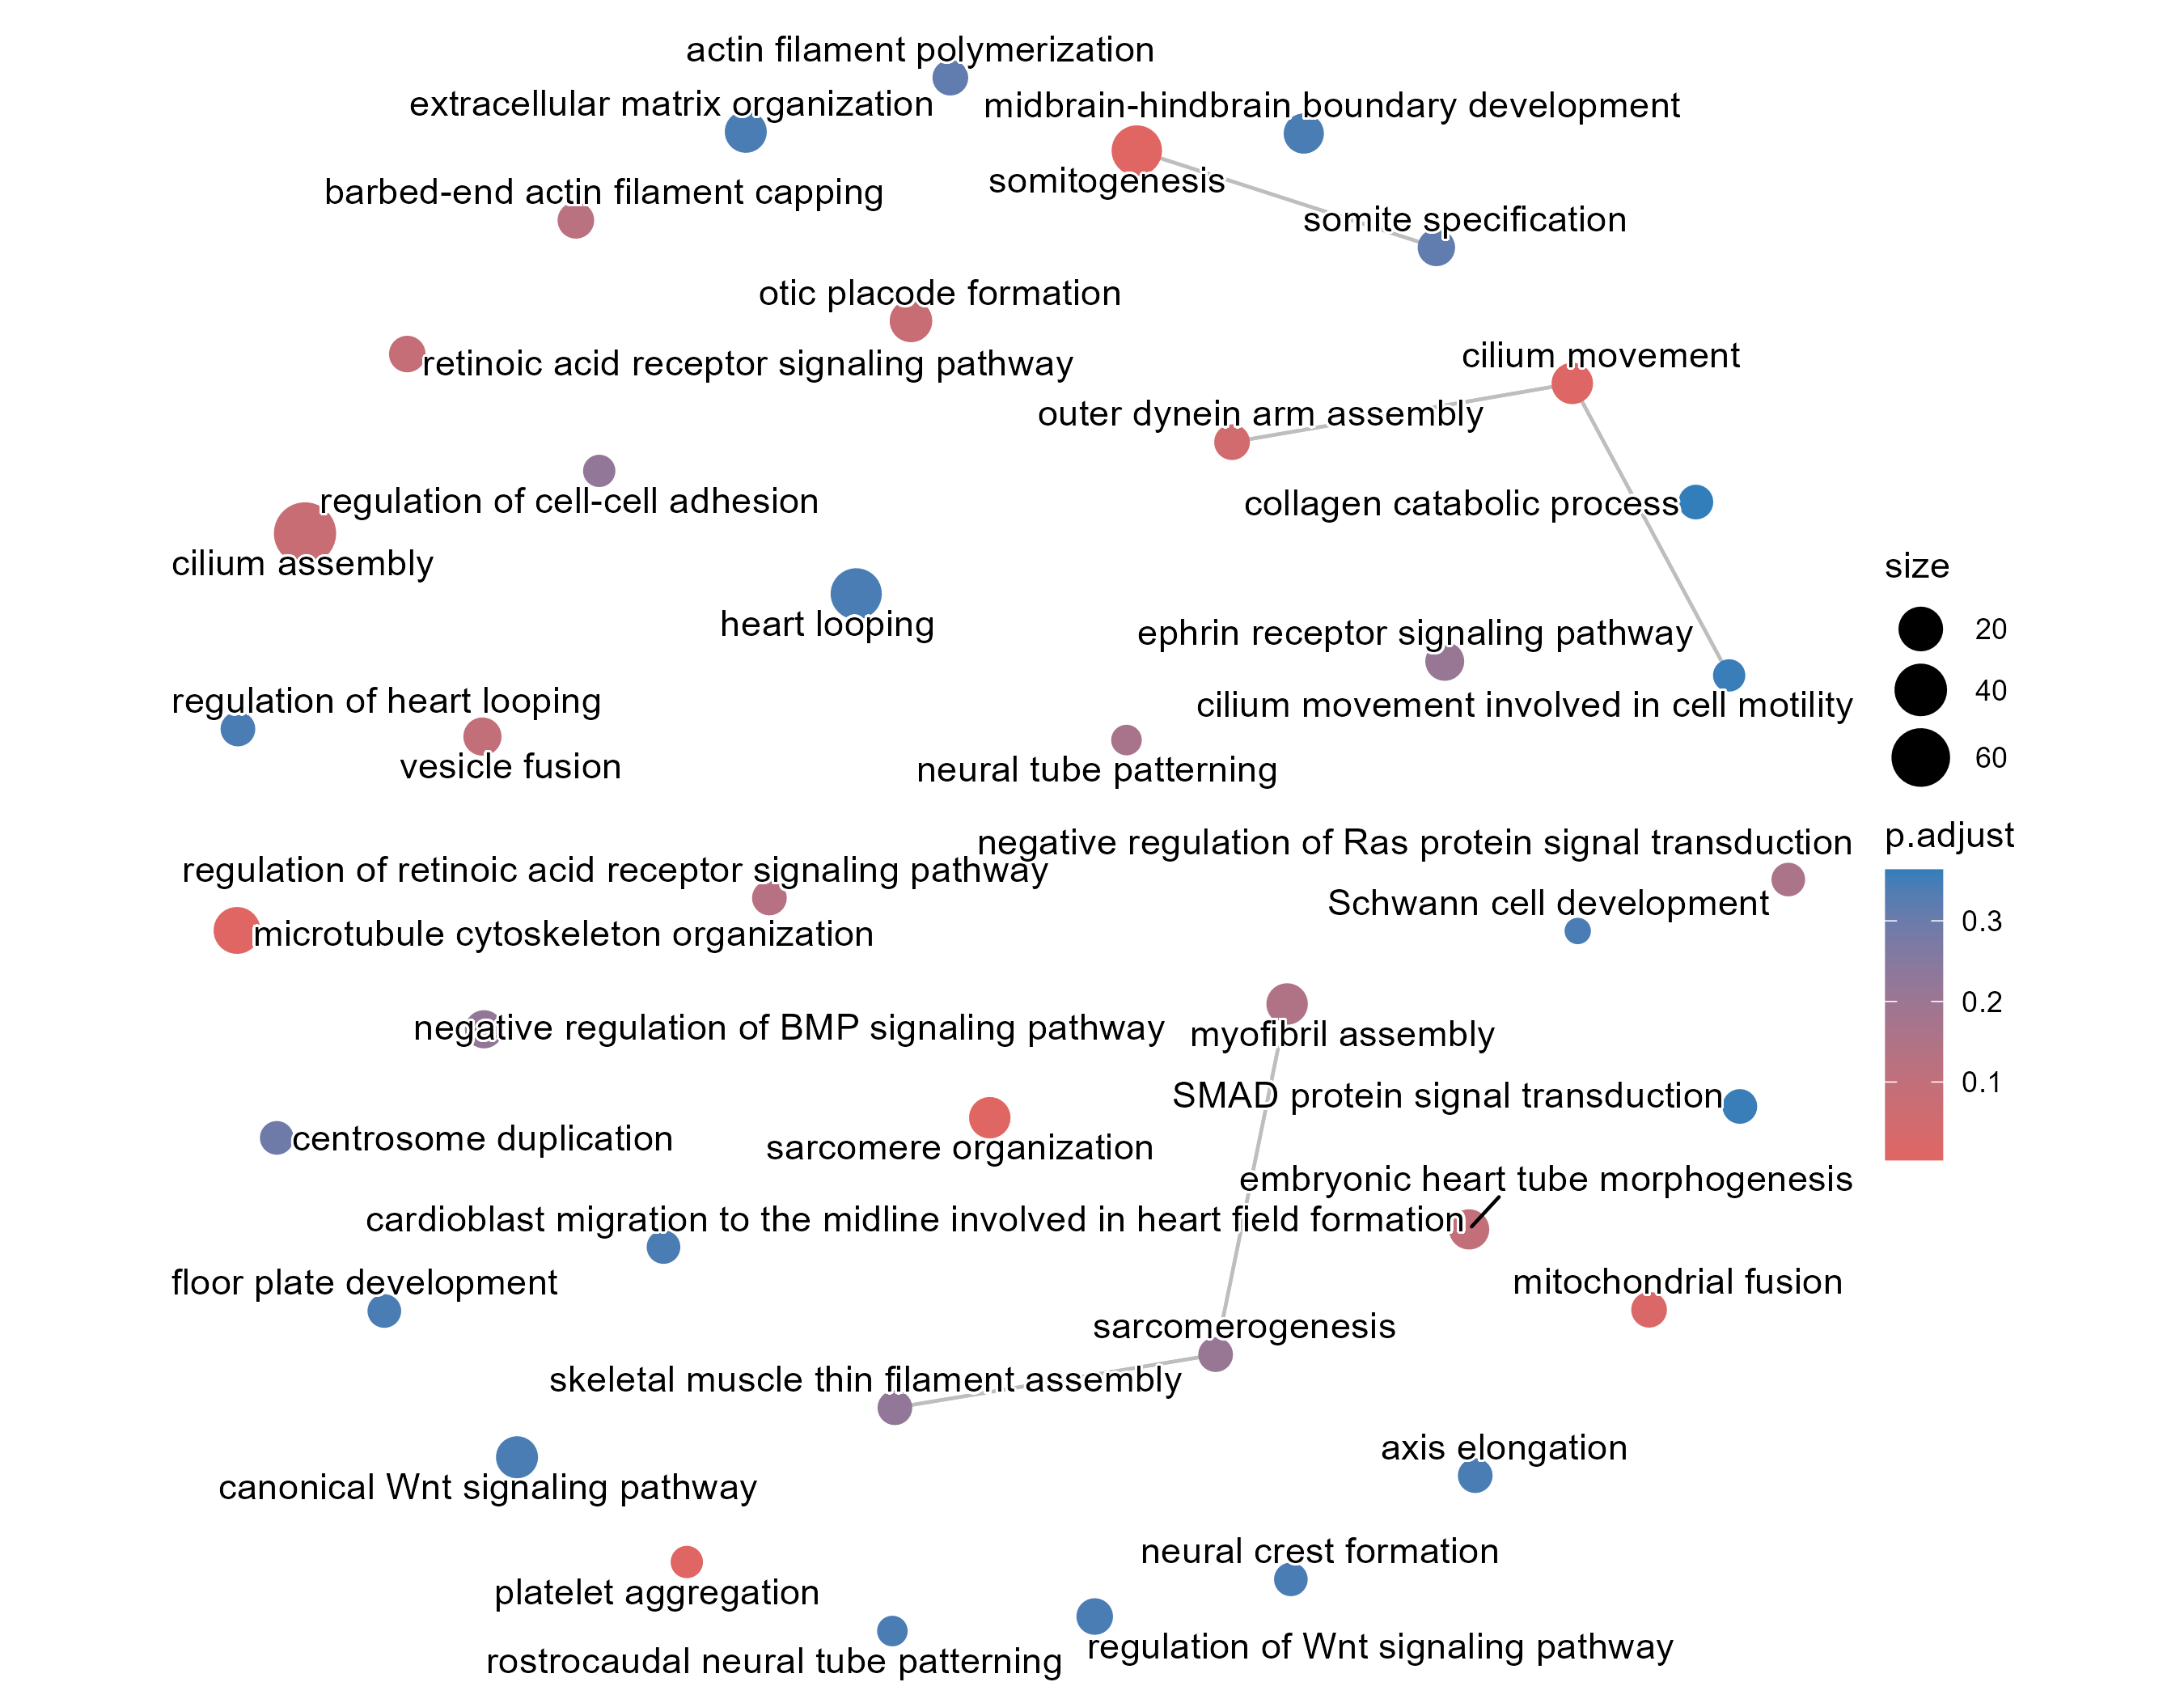 actin filament polymerization
extracellular matrix organization
midbrain-hindbrain boundary development
somitogenesis
barbed-end actin filament capping
somite specification
otic placode formation
retinoic acid receptor signaling pathway
cilium movement
outer dynein arm assembly
regulation of cell-cell adhesion
collagen catabolic process
cilium assembly
heart looping
ephrin receptor signaling pathway
regulation of heart looping
cilium movement involved in cell motility
vesicle fusion
neural tube patterning
negative regulation of Ras protein signal transduction
regulation of retinoic acid receptor signaling pathway
Schwann cell development
microtubule cytoskeleton organization
negative regulation of BMP signaling pathway
myofibril assembly
SMAD protein signal transduction
centrosome duplication
sarcomere organization
embryonic heart tube morphogenesis
cardioblast migration to the midline involved in heart field formation
floor plate development
mitochondrial fusion
sarcomerogenesis
skeletal muscle thin filament assembly
axis elongation
canonical Wnt signaling pathway
neural crest formation
platelet aggregation
regulation of Wnt signaling pathway
rostrocaudal neural tube patterning
size
20
40
60
p.adjust
0.3
0.2
0.1